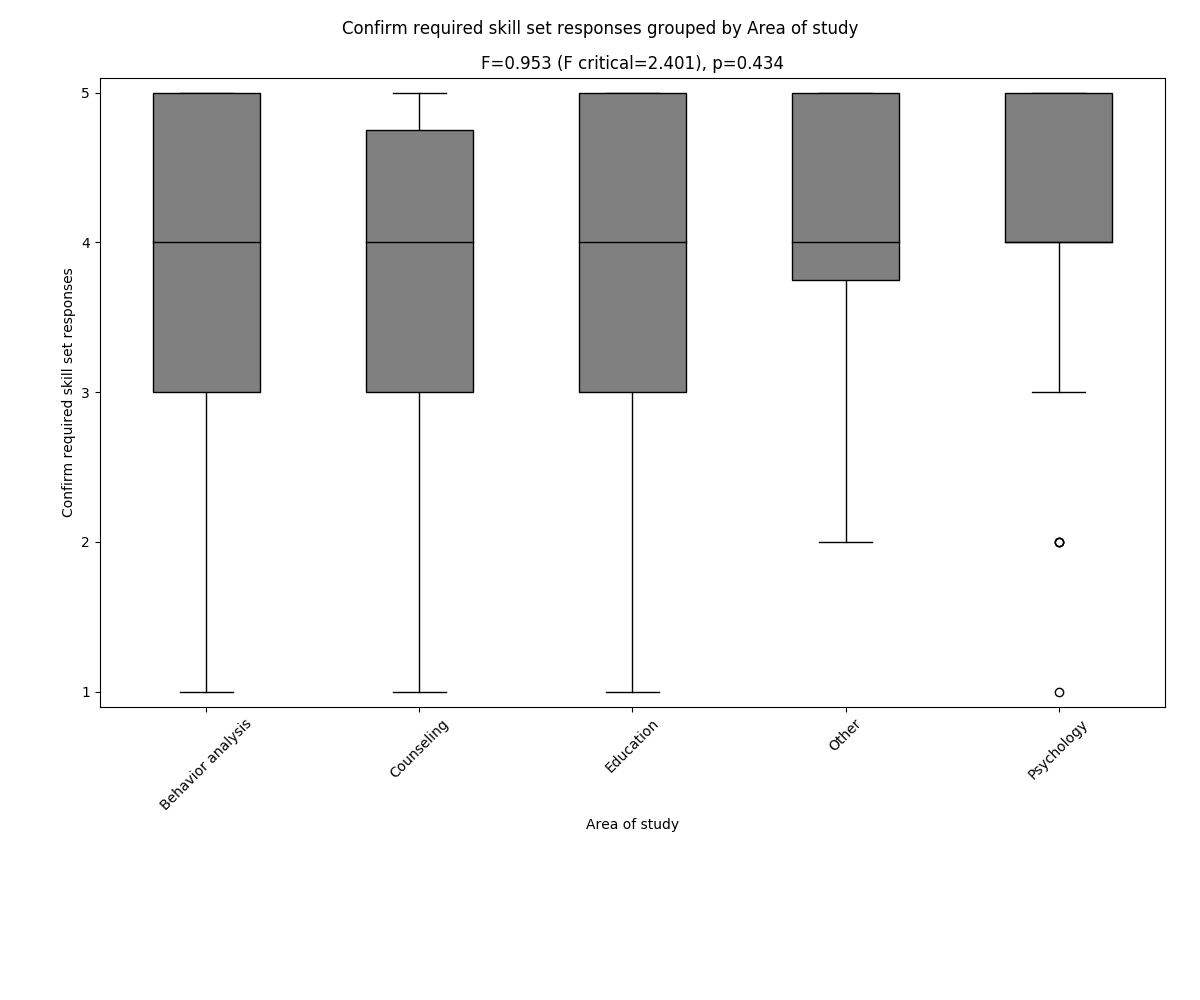 Confirm required skill set responses grouped by Area of study
F=0.953 (F critical=2.401), p=0.434
Confirm required skill set responses
5
4
3
2
1
Behavior analysis
Counseling
Education
Other
Psychology
Area of study